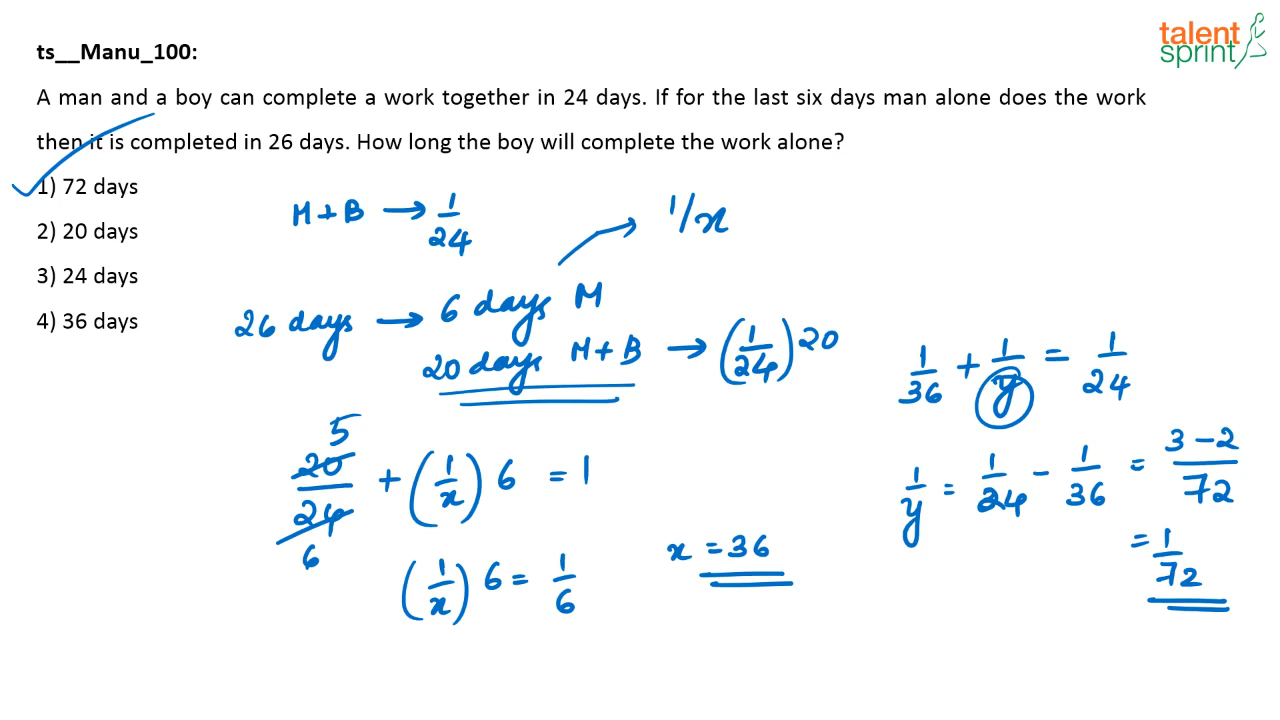 talent
sprint
ts__Manu_100:
A man and a boy can complete a work together in 24 days. If for the last six days man alone does the work
then it is completed in 26 days. How long the boy will complete the work alone?
1) 72 days
2) 20 days
3) 24 days
4) 36 days
M+B → 1/24
1/x
26 days → 6 days M
20 days M+B → (1/24)20
5
20/24 + (1/x) 6 = 1
6
(1/x) 6 = 1/6
x = 36
1/36 + 1/y = 1/24
1/y = 1/24 - 1/36 = 3-2/72
= 1/72